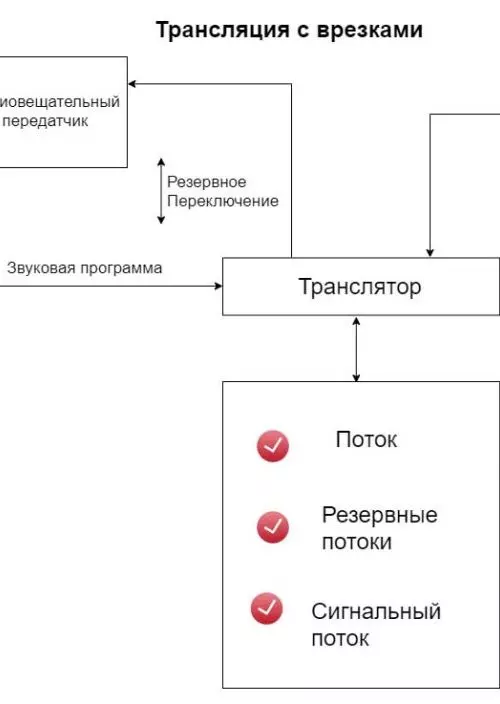 Трансляция с врезками
иовещательный
передатчик
Резервное
Переключение
Звуковая программа
Транслятор
Поток
Резервные
потоки
Сигнальный
поток